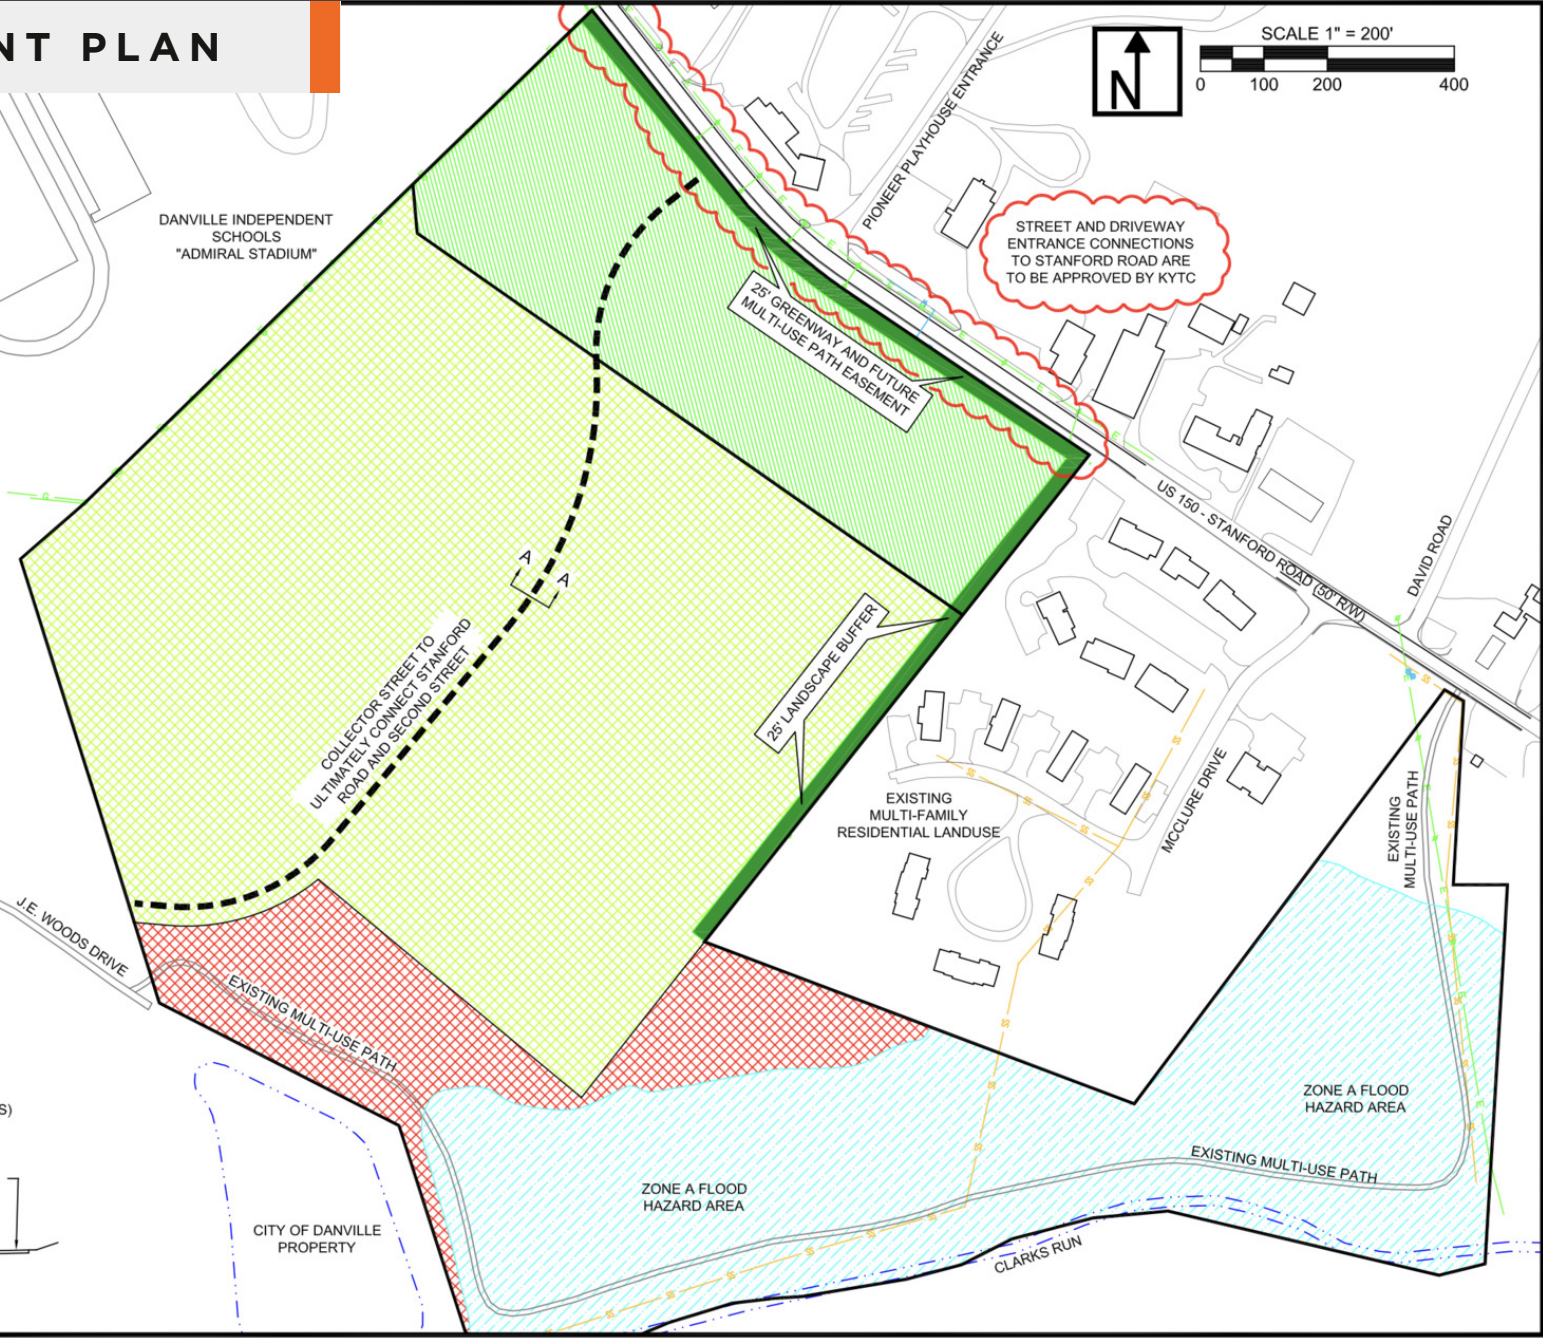 NT PLAN
SCALE 1" = 200'
0 100 200 400
N
PIONEER PLAYHOUSE ENTRANCE
DANVILLE INDEPENDENT
SCHOOLS
"ADMIRAL STADIUM"
STREET AND DRIVEWAY
ENTRANCE CONNECTIONS
TO STANFORD ROAD ARE
TO BE APPROVED BY KYTC
25' GREENWAY AND FUTURE
MULTI-USE PATH EASEMENT
US 150 - STANFORD ROAD (50' R/W)
DAVID ROAD
A
A
COLLECTOR STREET TO
ULTIMATELY CONNECT STANFORD
ROAD AND SECOND STREET
25' LANDSCAPE BUFFER
EXISTING
MULTI-FAMILY
RESIDENTIAL LANDUSE
MCCLURE DRIVE
EXISTING
MULTI-USE PATH
J.E. WOODS DRIVE
EXISTING MULTI-USE PATH
ZONE A FLOOD
HAZARD AREA
S)
EXISTING MULTI-USE PATH
ZONE A FLOOD
HAZARD AREA
CITY OF DANVILLE
PROPERTY
CLARKS RUN